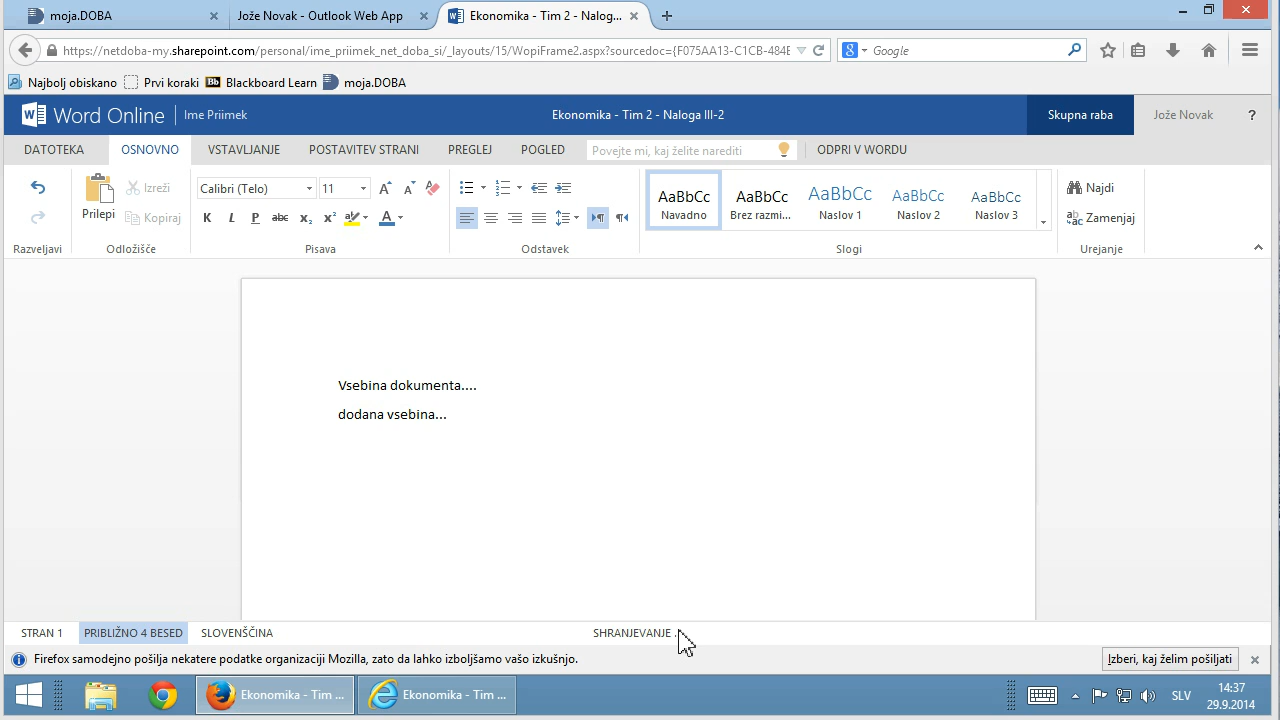 moja.DOBA
Jože Novak - Outlook Web App
Ekonomika - Tim 2 - Nalog...
https://netdoba-my.sharepoint.com/personal/ime_priimek_net_doba_si/_layouts/15/WopiFrame2.aspx?sourcedoc={F075AA13-C1CB-484E
Google
Najbolj obiskano
Prvi koraki
Bb Blackboard Learn
moja.DOBA
Word Online
Ime Priimek
Ekonomika - Tim 2 - Naloga III-2
Skupna raba
Jože Novak
?
DATOTEKA
OSNOVNO
VSTAVLJANJE
POSTAVITEV STRANI
PREGLEJ
POGLED
Povejte mi, kaj želite narediti
ODPRI V WORDU
Prilepi
Izreži
Kopiraj
Calibri (Telo)
11
K L P abc x₂ x² A
AaBbCc AaBbCc AaBbCc AaBbCc AaBbCc
Navadno Brez razmi... Naslov 1 Naslov 2 Naslov 3
Najdi
Zamenjaj
Razveljavi
Odložišče
Pisava
Odstavek
Slogi
Urejanje
Vsebina dokumenta....
dodana vsebina...
STRAN 1
PRIBLIŽNO 4 BESED
SLOVENŠČINA
SHRANJEVANJE
Firefox samodejno pošilja nekatere podatke organizaciji Mozilla, zato da lahko izboljšamo vašo izkušnjo.
Izberi, kaj želim pošiljati
Ekonomika - Tim ...
Ekonomika - Tim ...
SLV
14:37
29.9.2014